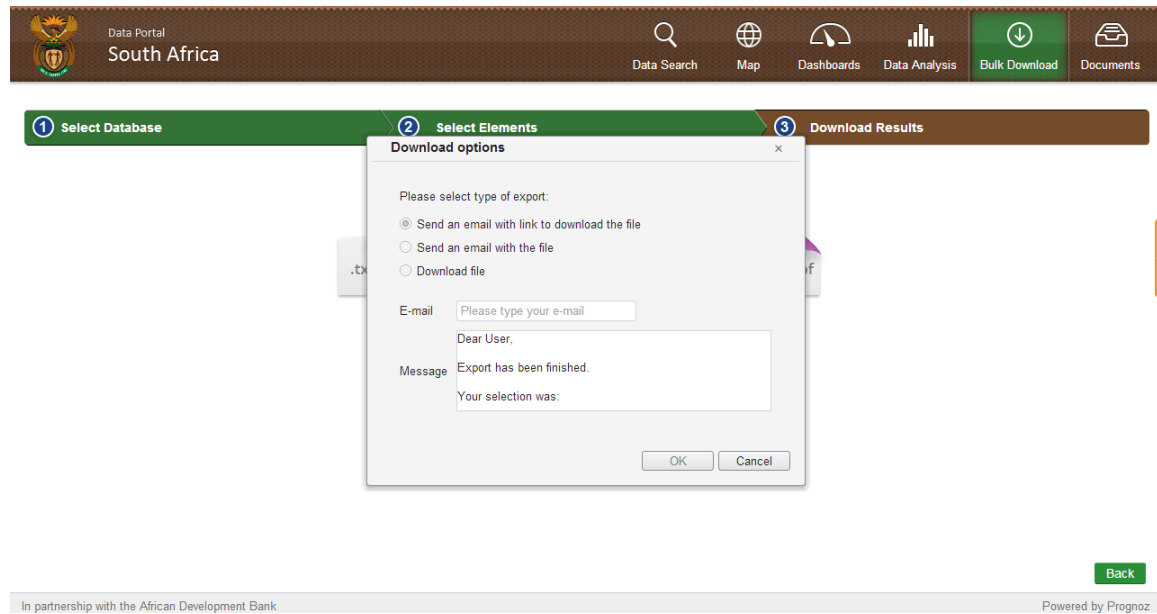 Data Portal
South Africa
Data Search
Map
Dashboards
Data Analysis
Bulk Download
Documents
1 Select Database
2 Select Elements
3 Download Results
Download options
×
Please select type of export:
Send an email with link to download the file
Send an email with the file
Download file
E-mail
Please type your e-mail
Message
Dear User,
Export has been finished.
Your selection was:
OK
Cancel
Back
In partnership with the African Development Bank
Powered by Prognoz